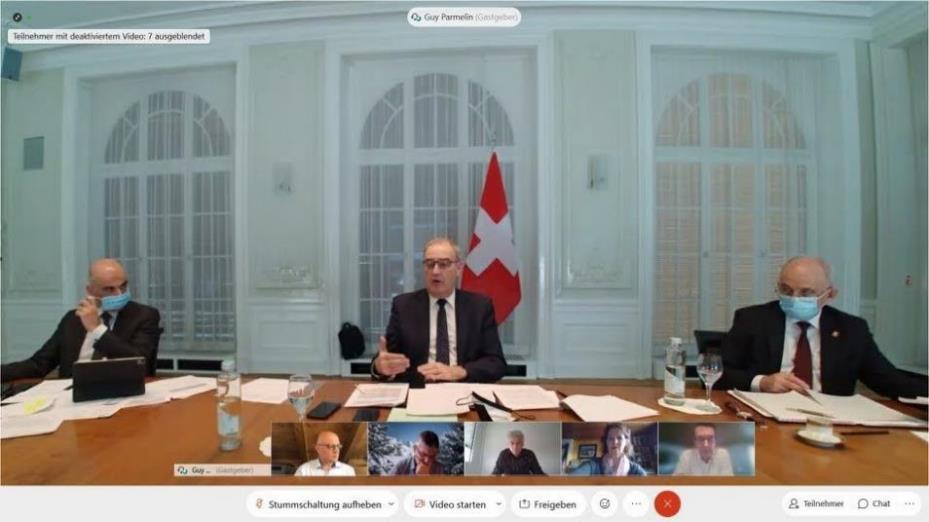 Guy Parmelin (Gastgeber)
Teilnehmer mit deaktiviertem Video: 7 ausgeblendet
Guy ... (Gastgeber)
Stummschaltung aufheben
Video starten
Freigeben
Teilnehmer
Chat